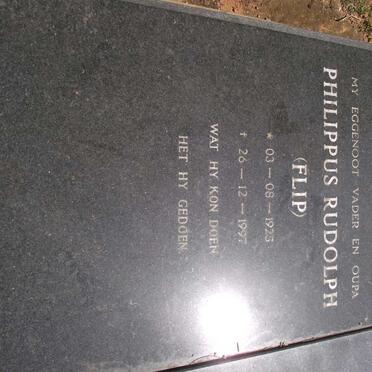 MY EGGENOOT VADER EN OUPA
PHILIPPUS RUDOLPH
(FLIP)
* 03 — 08 — 1925
† 26 — 12 — 1997
WAT HY KON DOEN
HET HY GEDOEN.